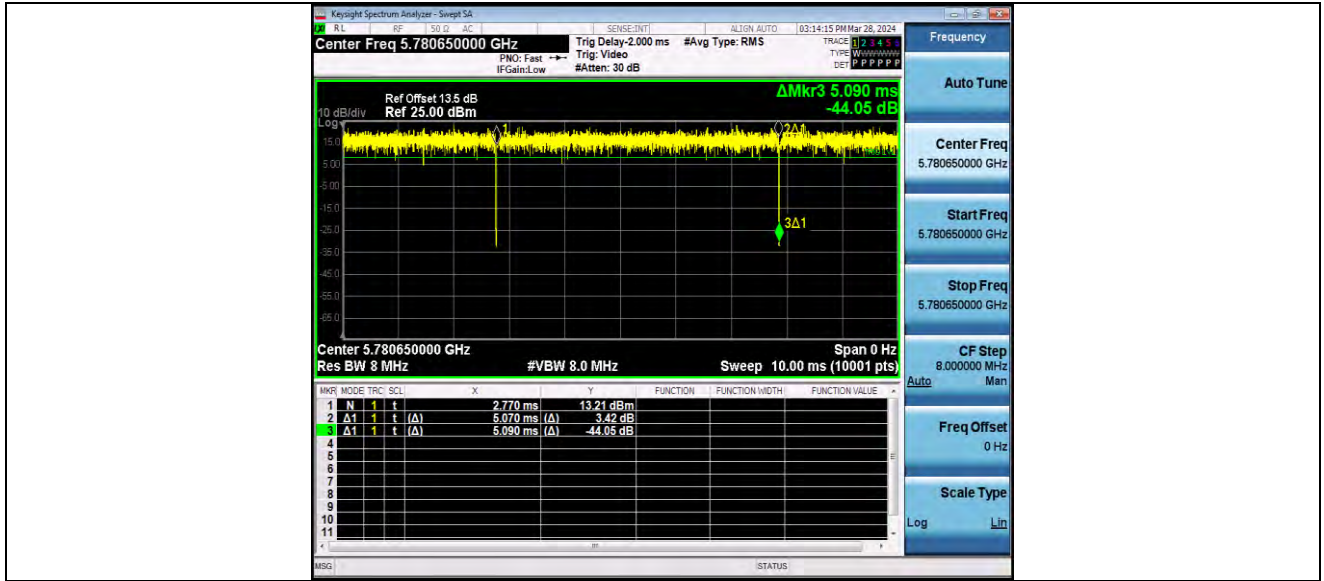 Keysight Spectrum Analyzer - Swept SA
RL RF 50 Ω AC SENSE:INT ALIGN AUTO 03:14:15 PM Mar 28, 2024
Center Freq 5.780650000 GHz
PNO: Fast
IFGain:Low
Trig Delay-2.000 ms
Trig: Video
#Atten: 30 dB
#Avg Type: RMS
TRACE 1 2 3 4 5 6
TYPE W
DET P P P P P P
Ref Offset 13.5 dB
10 dB/div Ref 25.00 dBm
Log
ΔMkr3 5.090 ms
-44.05 dB
15.0
5.00
-5.00
-15.0
-25.0
-35.0
-45.0
-55.0
-65.0
1
2Δ1
3Δ1
Center 5.780650000 GHz Span 0 Hz
Res BW 8 MHz #VBW 8.0 MHz Sweep 10.00 ms (10001 pts)
MKR MODE TRC SCL X Y FUNCTION FUNCTION WIDTH FUNCTION VALUE
1 N 1 t 2.770 ms 13.21 dBm
2 Δ1 1 t (Δ) 5.070 ms (Δ) 3.42 dB
3 Δ1 1 t (Δ) 5.090 ms (Δ) -44.05 dB
4
5
6
7
8
9
10
11
MSG STATUS
Frequency
Auto Tune
Center Freq
5.780650000 GHz
Start Freq
5.780650000 GHz
Stop Freq
5.780650000 GHz
CF Step
8.000000 MHz
Auto Man
Freq Offset
0 Hz
Scale Type
Log Lin